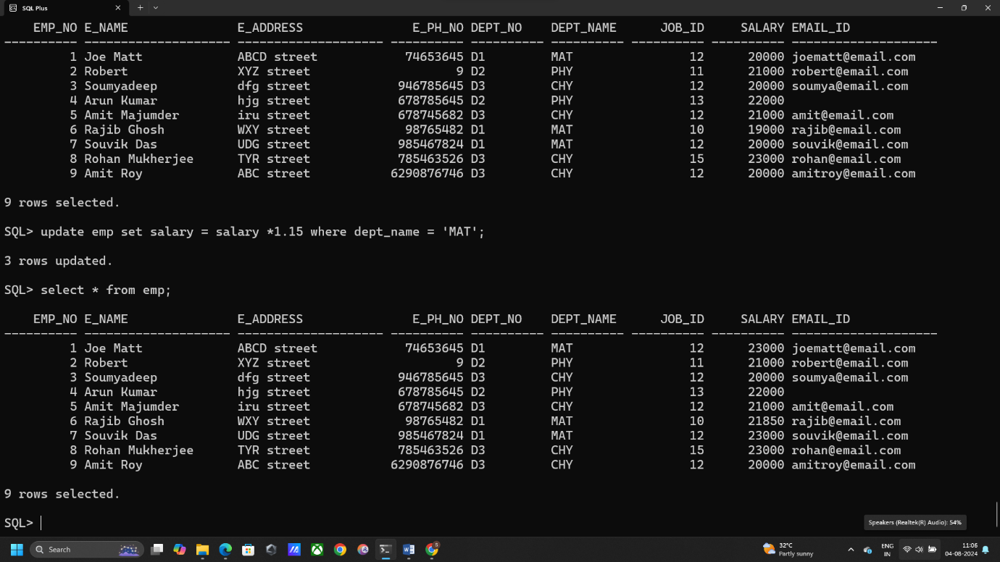 SQL Plus
    EMP_NO E_NAME               E_ADDRESS               E_PH_NO DEPT_NO    DEPT_NAME      JOB_ID     SALARY EMAIL_ID
---------- -------------------- -------------------- ---------- ---------- ---------- ---------- ---------- --------------------
         1 Joe Matt             ABCD street            74653645 D1         MAT                12      20000 joematt@email.com
         2 Robert               XYZ street                    9 D2         PHY                11      21000 robert@email.com
         3 Soumyadeep           dfg street            946785645 D3         CHY                12      20000 soumya@email.com
         4 Arun Kumar           hjg street            678785645 D2         PHY                13      22000
         5 Amit Majumder        iru street            678745682 D3         CHY                12      21000 amit@email.com
         6 Rajib Ghosh          WXY street             98765482 D1         MAT                10      19000 rajib@email.com
         7 Souvik Das           UDG street            985467824 D1         MAT                12      20000 souvik@email.com
         8 Rohan Mukherjee      TYR street            785463526 D3         CHY                15      23000 rohan@email.com
         9 Amit Roy             ABC street           6290876746 D3         CHY                12      20000 amitroy@email.com
9 rows selected.
SQL> update emp set salary = salary *1.15 where dept_name = 'MAT';
3 rows updated.
SQL> select * from emp;
    EMP_NO E_NAME               E_ADDRESS               E_PH_NO DEPT_NO    DEPT_NAME      JOB_ID     SALARY EMAIL_ID
---------- -------------------- -------------------- ---------- ---------- ---------- ---------- ---------- --------------------
         1 Joe Matt             ABCD street            74653645 D1         MAT                12      23000 joematt@email.com
         2 Robert               XYZ street                    9 D2         PHY                11      21000 robert@email.com
         3 Soumyadeep           dfg street            946785645 D3         CHY                12      20000 soumya@email.com
         4 Arun Kumar           hjg street            678785645 D2         PHY                13      22000
         5 Amit Majumder        iru street            678745682 D3         CHY                12      21000 amit@email.com
         6 Rajib Ghosh          WXY street             98765482 D1         MAT                10      21850 rajib@email.com
         7 Souvik Das           UDG street            985467824 D1         MAT                12      23000 souvik@email.com
         8 Rohan Mukherjee      TYR street            785463526 D3         CHY                15      23000 rohan@email.com
         9 Amit Roy             ABC street           6290876746 D3         CHY                12      20000 amitroy@email.com
9 rows selected.
SQL>
Speakers (Realtek(R) Audio): 54%
Search
32°C
Partly sunny
ENG
IN
11:06
04-08-2024